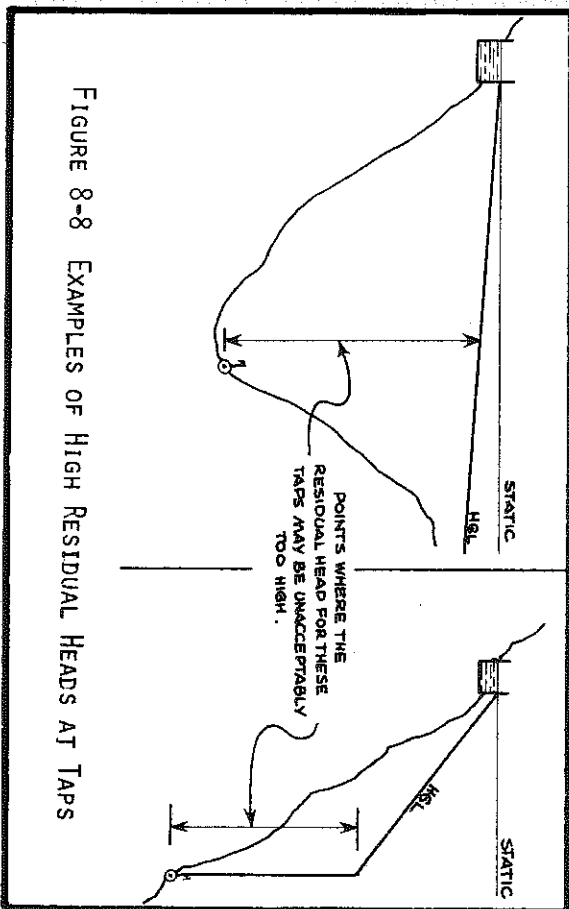 STATIC
HGL
POINTS WHERE THE
RESIDUAL HEAD FOR THESE
TAPS MAY BE UNACCEPTABLY
TOO HIGH.
STATIC
HGL
FIGURE 8-8 EXAMPLES OF HIGH RESIDUAL HEADS AT TAPS